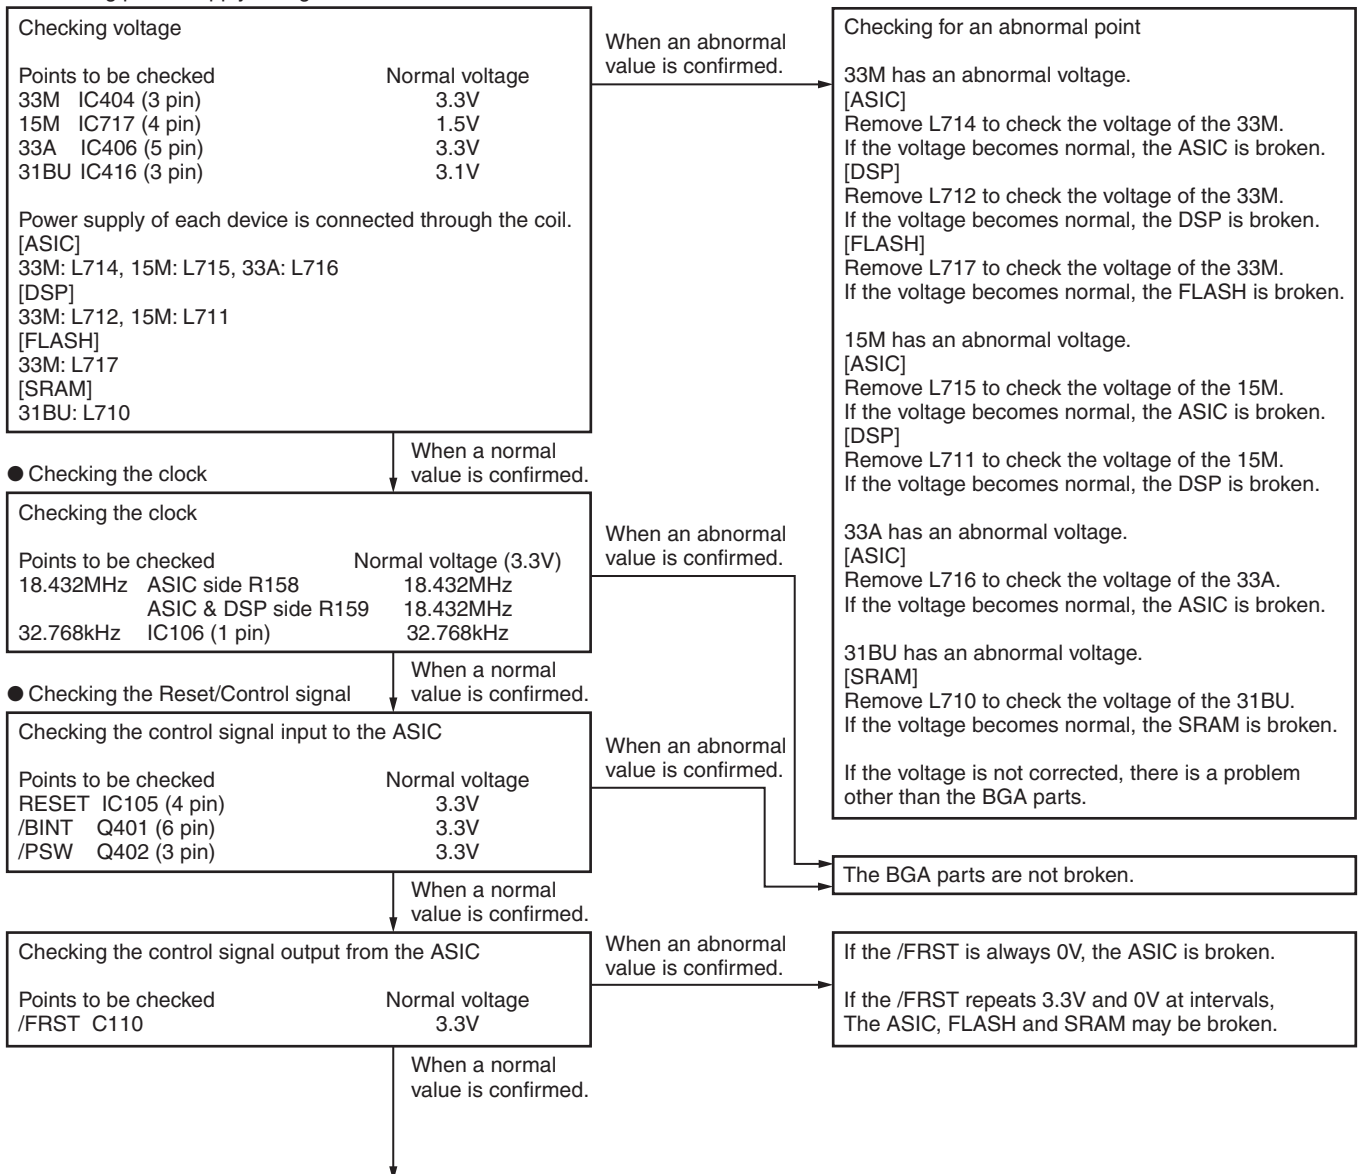 Checking voltage
Points to be checked Normal voltage
33M IC404 (3 pin) 3.3V
15M IC717 (4 pin) 1.5V
33A IC406 (5 pin) 3.3V
31BU IC416 (3 pin) 3.1V
Power supply of each device is connected through the coil.
[ASIC]
33M: L714, 15M: L715, 33A: L716
[DSP]
33M: L712, 15M: L711
[FLASH]
33M: L717
[SRAM]
31BU: L710
When an abnormal
value is confirmed.
Checking for an abnormal point
33M has an abnormal voltage.
[ASIC]
Remove L714 to check the voltage of the 33M.
If the voltage becomes normal, the ASIC is broken.
[DSP]
Remove L712 to check the voltage of the 33M.
If the voltage becomes normal, the DSP is broken.
[FLASH]
Remove L717 to check the voltage of the 33M.
If the voltage becomes normal, the FLASH is broken.
15M has an abnormal voltage.
[ASIC]
Remove L715 to check the voltage of the 15M.
If the voltage becomes normal, the ASIC is broken.
[DSP]
Remove L711 to check the voltage of the 15M.
If the voltage becomes normal, the DSP is broken.
33A has an abnormal voltage.
[ASIC]
Remove L716 to check the voltage of the 33A.
If the voltage becomes normal, the ASIC is broken.
31BU has an abnormal voltage.
[SRAM]
Remove L710 to check the voltage of the 31BU.
If the voltage becomes normal, the SRAM is broken.
If the voltage is not corrected, there is a problem
other than the BGA parts.
When a normal
value is confirmed.
● Checking the clock
Checking the clock
Points to be checked Normal voltage (3.3V)
18.432MHz ASIC side R158 18.432MHz
ASIC & DSP side R159 18.432MHz
32.768kHz IC106 (1 pin) 32.768kHz
When an abnormal
value is confirmed.
When a normal
value is confirmed.
● Checking the Reset/Control signal
Checking the control signal input to the ASIC
Points to be checked Normal voltage
RESET IC105 (4 pin) 3.3V
/BINT Q401 (6 pin) 3.3V
/PSW Q402 (3 pin) 3.3V
When an abnormal
value is confirmed.
The BGA parts are not broken.
When a normal
value is confirmed.
Checking the control signal output from the ASIC
Points to be checked Normal voltage
/FRST C110 3.3V
When an abnormal
value is confirmed.
If the /FRST is always 0V, the ASIC is broken.
If the /FRST repeats 3.3V and 0V at intervals,
The ASIC, FLASH and SRAM may be broken.
When a normal
value is confirmed.